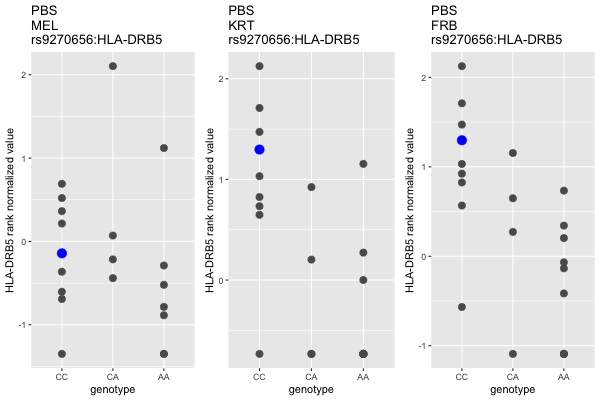 PBS
MEL
rs9270656:HLA-DRB5
HLA-DRB5 rank normalized value
2
1
0
-1
CC
CA
AA
genotype
PBS
KRT
rs9270656:HLA-DRB5
HLA-DRB5 rank normalized value
2
1
0
CC
CA
AA
genotype
PBS
FRB
rs9270656:HLA-DRB5
HLA-DRB5 rank normalized value
2
1
0
-1
CC
CA
AA
genotype